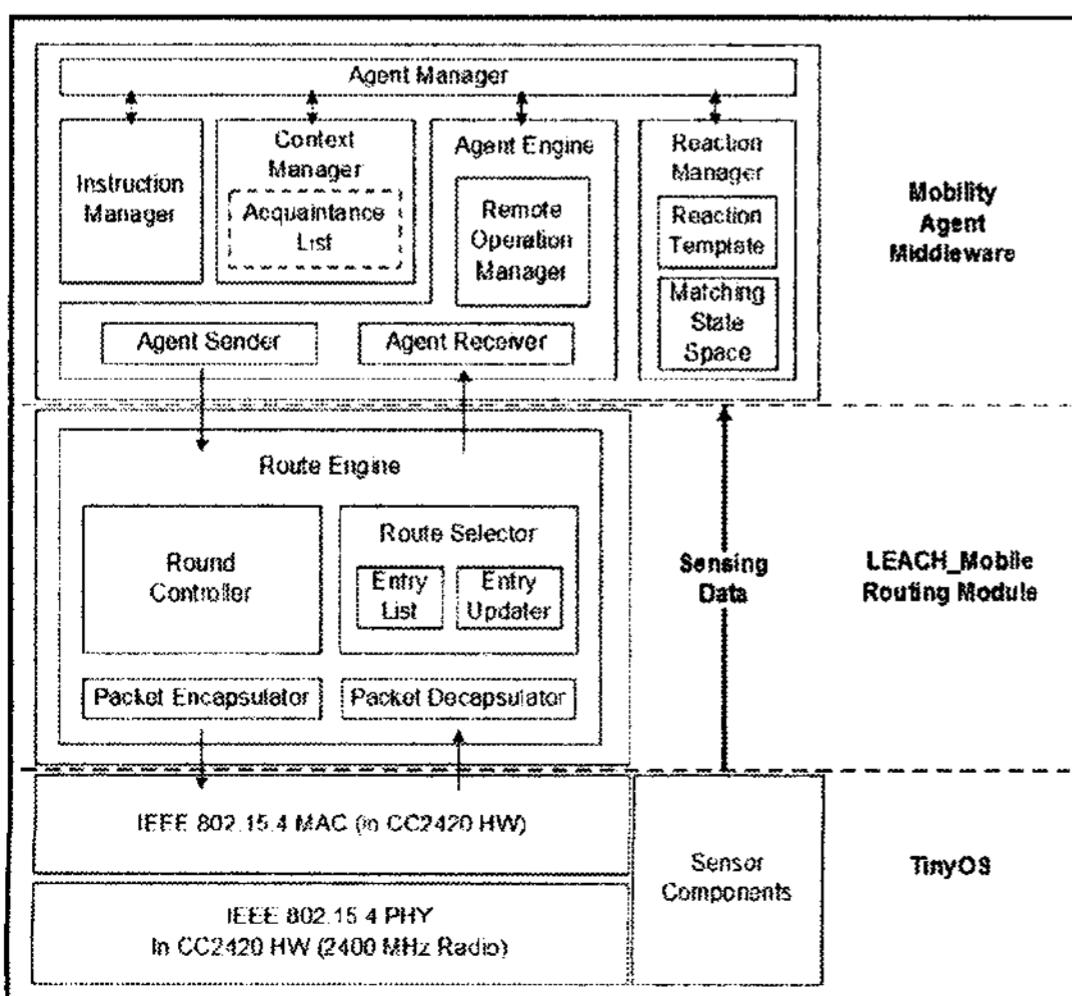 Agent Manager
Instruction
Manager
Context
Manager
Acquaintance
List
Agent Engine
Remote
Operation
Manager
Reaction
Manager
Reaction
Template
Matching
State
Space
Agent Sender
Agent Receiver
Mobility
Agent
Middleware
Route Engine
Round
Controller
Route Selector
Entry
List
Entry
Updater
Packet Encapsulator
Packet Decapsulator
Sensing
Data
LEACH_Mobile
Routing Module
IEEE 802.15.4 MAC (in CC2420 HW)
IEEE 802.15.4 PHY
In CC2420 HW (2400 MHz Radio)
Sensor
Components
TinyOS